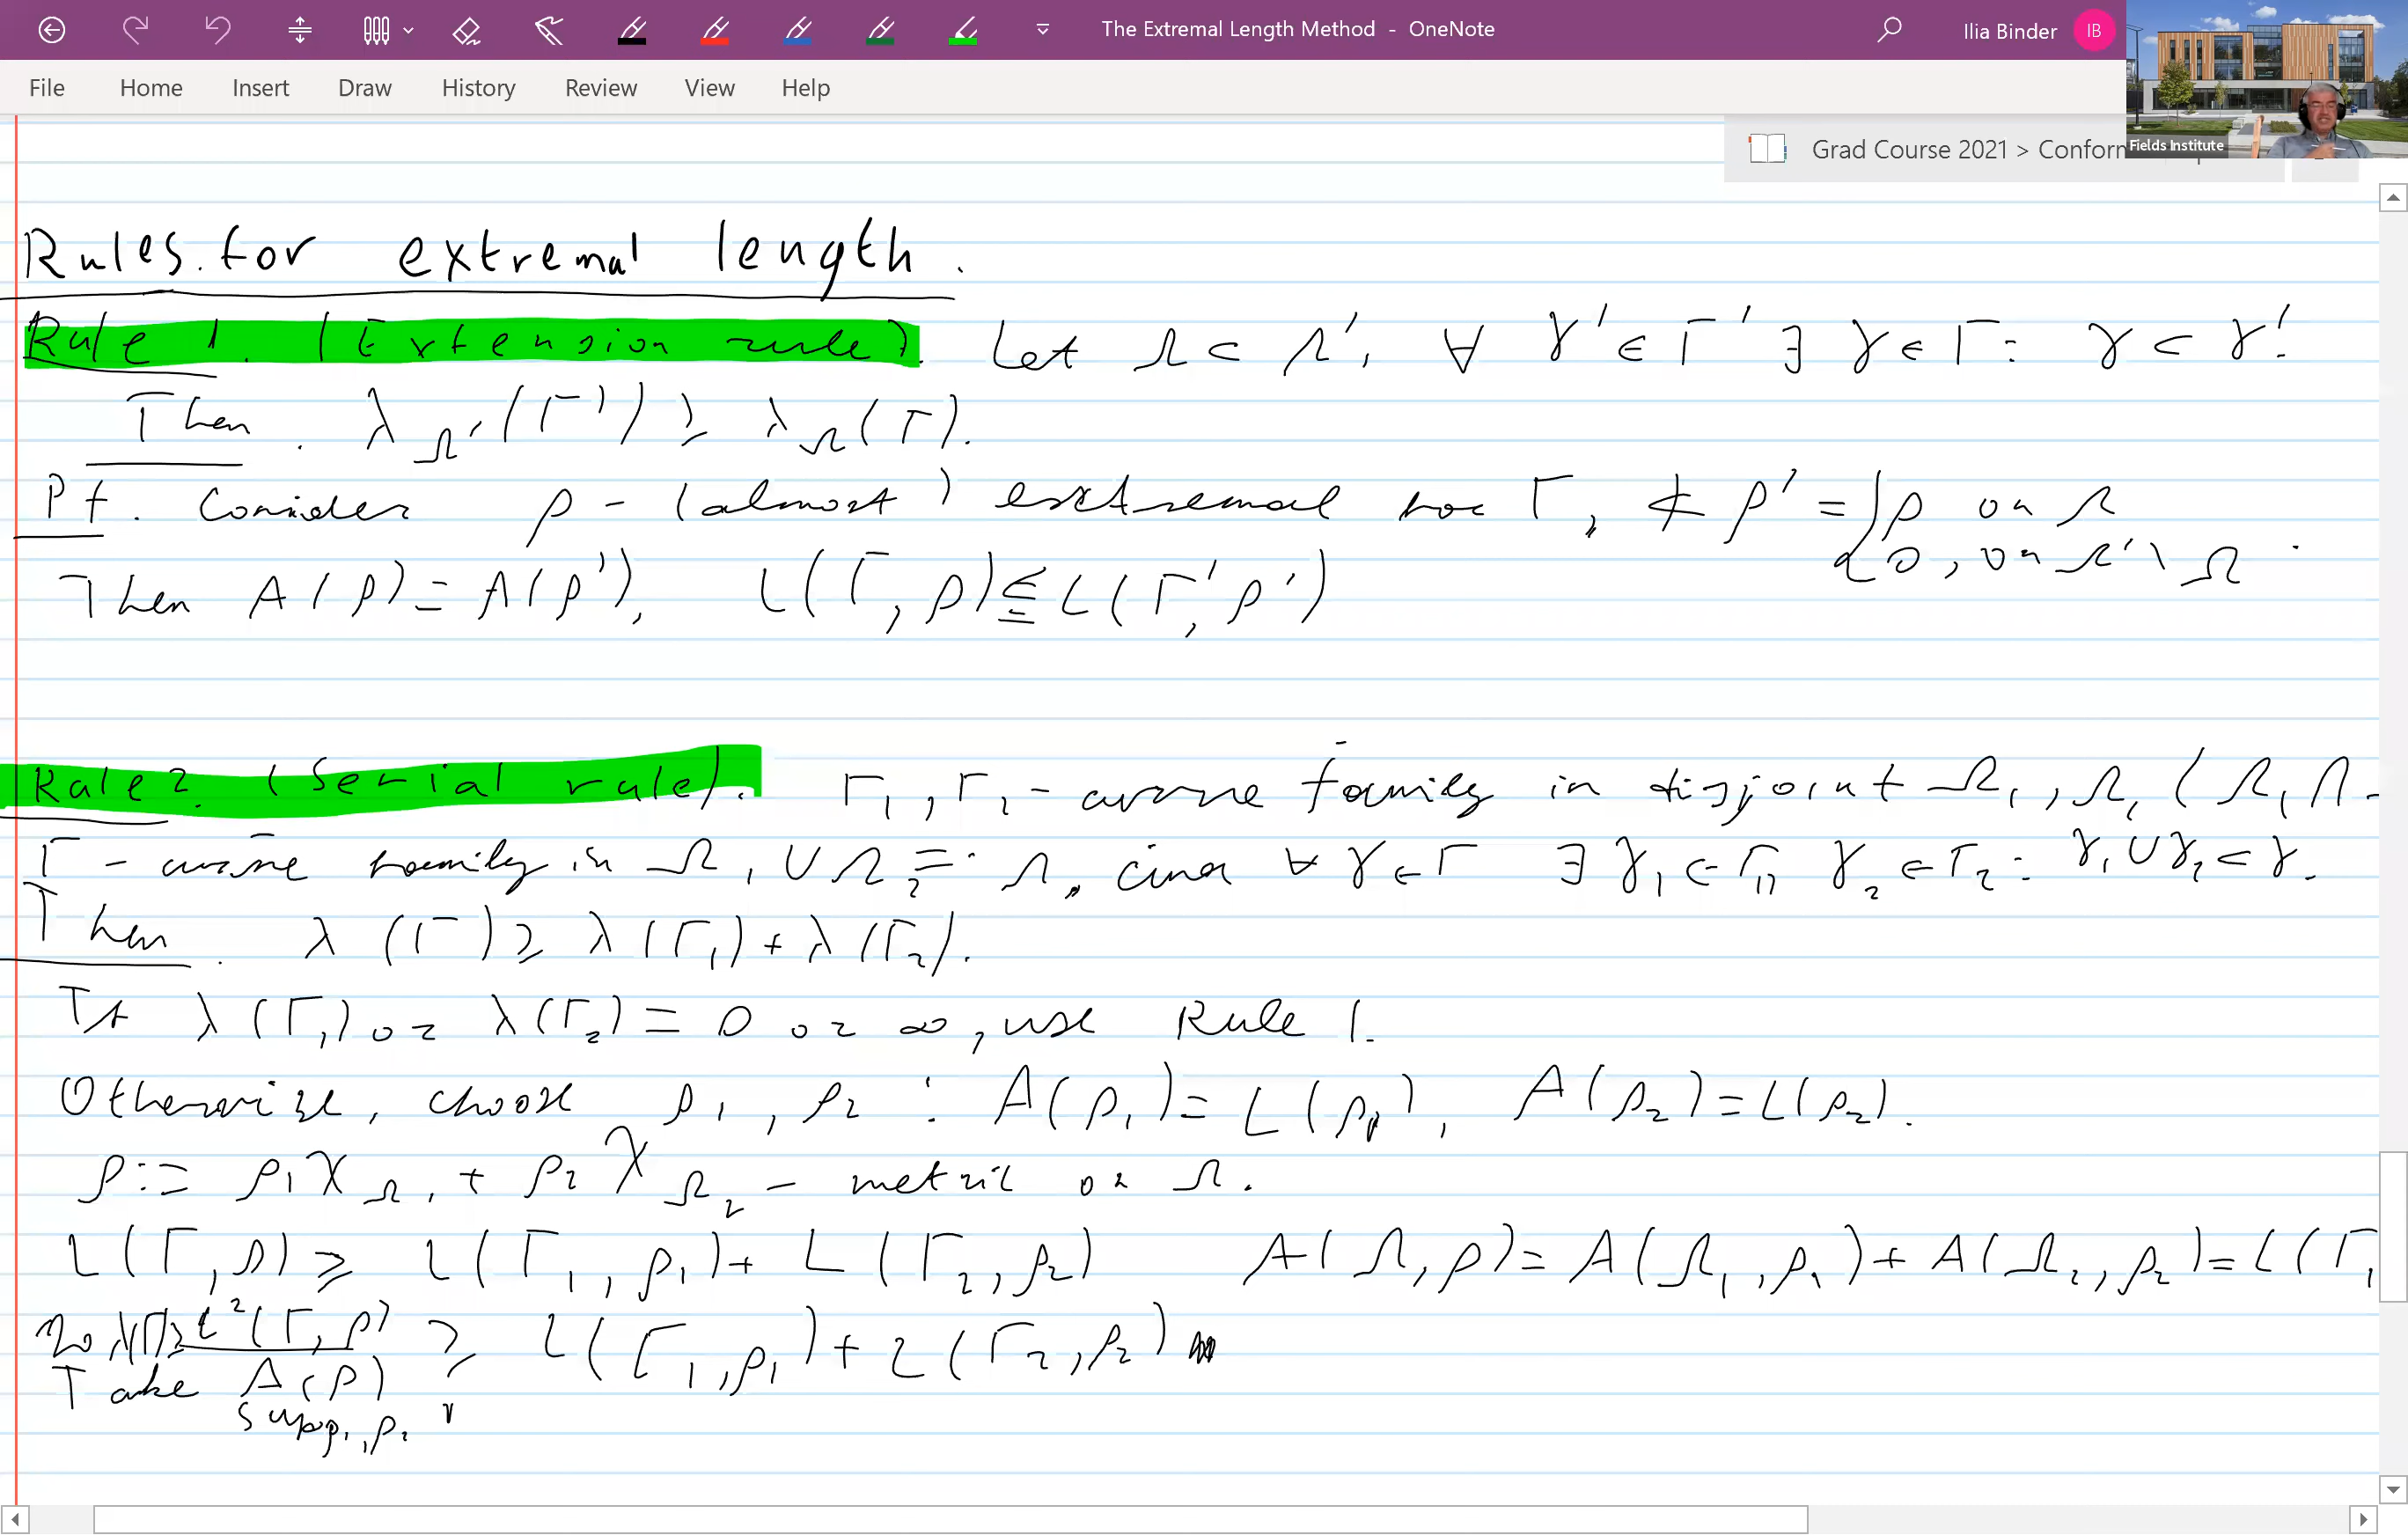 The Extremal Length Method - OneNote
Ilia Binder IB
File Home Insert Draw History Review View Help
Fields Institute
Grad Course 2021 > Conform
Rules for extremal length.
Rule 1. (Extension rule). Let Ω ⊂ Ω', ∀ γ' ∈ Γ' ∃ γ ∈ Γ: γ ⊂ γ'.
Then. λ_Ω'(Γ') ≥ λ_Ω(Γ).
Pf. Consider ρ - (almost) extremal for Γ, ρ' = { ρ on Ω
0, on Ω' \ Ω.
Then A(ρ) = A(ρ'), L(Γ, ρ) ≤ L(Γ', ρ')
Rule 2. (Serial rule). Γ₁, Γ₂ - curve family in disjoint Ω₁, Ω₂ (Ω₁ ∩
Γ - curve family in Ω₁ ∪ Ω₂ =: Ω, and ∀ γ ∈ Γ ∃ γ₁ ∈ Γ₁, γ₂ ∈ Γ₂: γ₁ ∪ γ₂ ⊂ γ.
Then. λ(Γ) ≥ λ(Γ₁) + λ(Γ₂).
If λ(Γ₁) or λ(Γ₂) = 0 or ∞, use Rule 1.
Otherwise, choose ρ₁, ρ₂ : A(ρ₁) = L(ρ₁), A(ρ₂) = L(ρ₂).
ρ := ρ₁χ_Ω₁ + ρ₂χ_Ω₂ - metric on Ω.
L(Γ, ρ) ≥ L(Γ₁, ρ₁) + L(Γ₂, ρ₂) A(Ω, ρ) = A(Ω₁, ρ₁) + A(Ω₂, ρ₂) = L(Γ₁
So λ(Γ) ≥ L²(Γ, ρ) / A(ρ) ≥ L(Γ₁, ρ₁) + L(Γ₂, ρ₂)
Take sup ρ₁, ρ₂